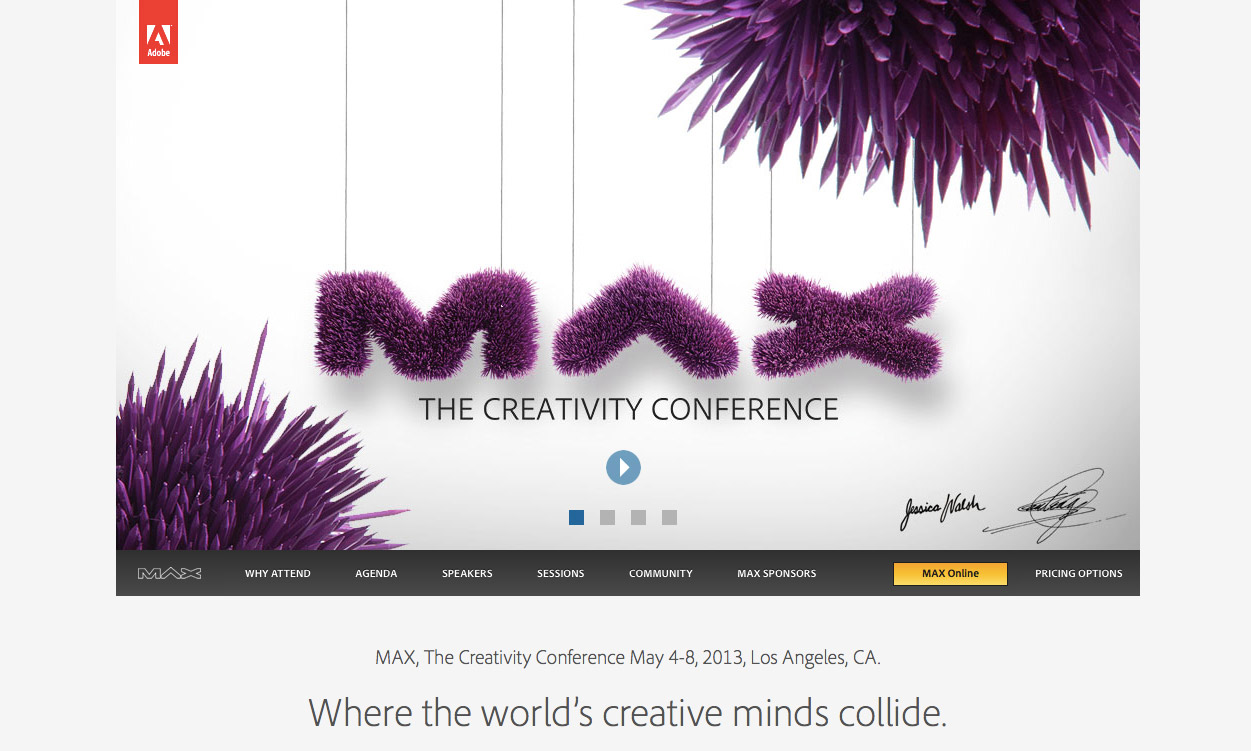 Adobe
MAX
THE CREATIVITY CONFERENCE
Jessica Walsh
MAX
WHY ATTEND
AGENDA
SPEAKERS
SESSIONS
COMMUNITY
MAX SPONSORS
MAX Online
PRICING OPTIONS
MAX, The Creativity Conference May 4-8, 2013, Los Angeles, CA.
Where the world's creative minds collide.